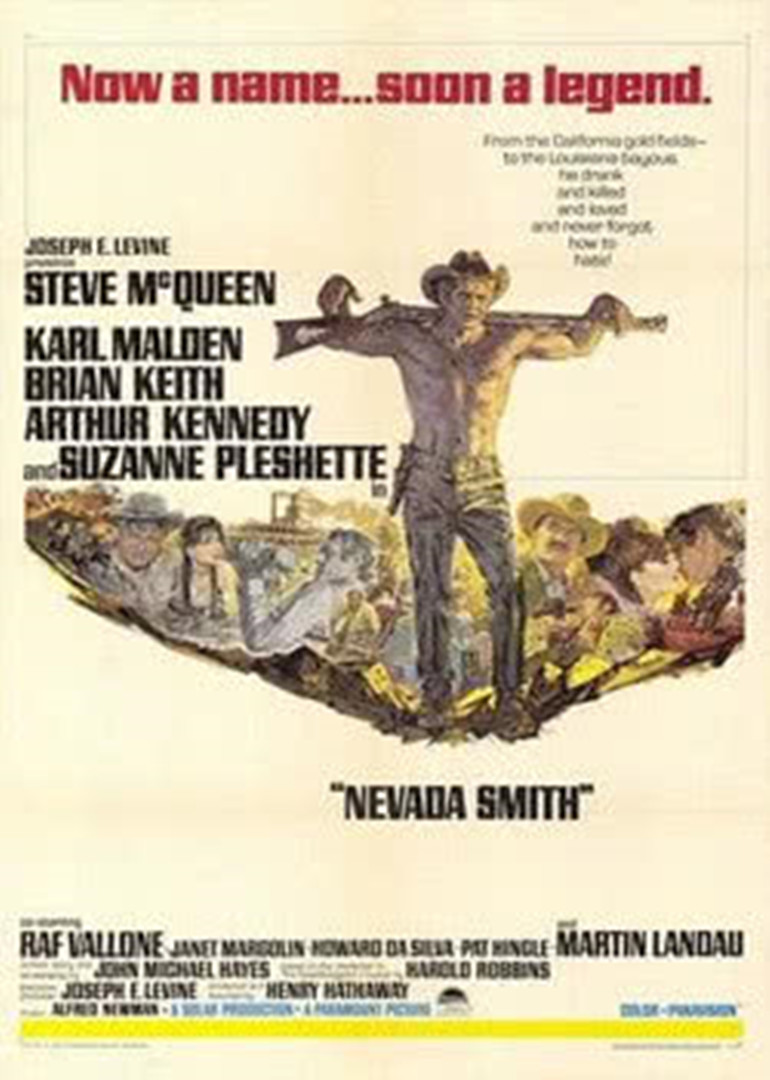 Now a name...soon a legend.
From the California gold fields—
to the Louisiana bayous,
he drank
and killed
and loved
and never forgot,
how to
hate!
JOSEPH E. LEVINE
presents
STEVE McQUEEN
KARL MALDEN
BRIAN KEITH
ARTHUR KENNEDY
and SUZANNE PLESHETTE
in
"NEVADA SMITH"
co-starring
RAF VALLONE JANET MARGOLIN · HOWARD DA SILVA · PAT HINGLE and MARTIN LANDAU
JOHN MICHAEL HAYES HAROLD ROBBINS
JOSEPH E. LEVINE HENRY HATHAWAY
ALFRED NEWMAN · A SOLAR PRODUCTION · A PARAMOUNT PICTURE
COLOR PANAVISION